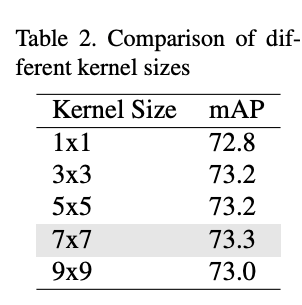 Table 2. Comparison of dif-
ferent kernel sizes
Kernel Size mAP
1x1 72.8
3x3 73.2
5x5 73.2
7x7 73.3
9x9 73.0